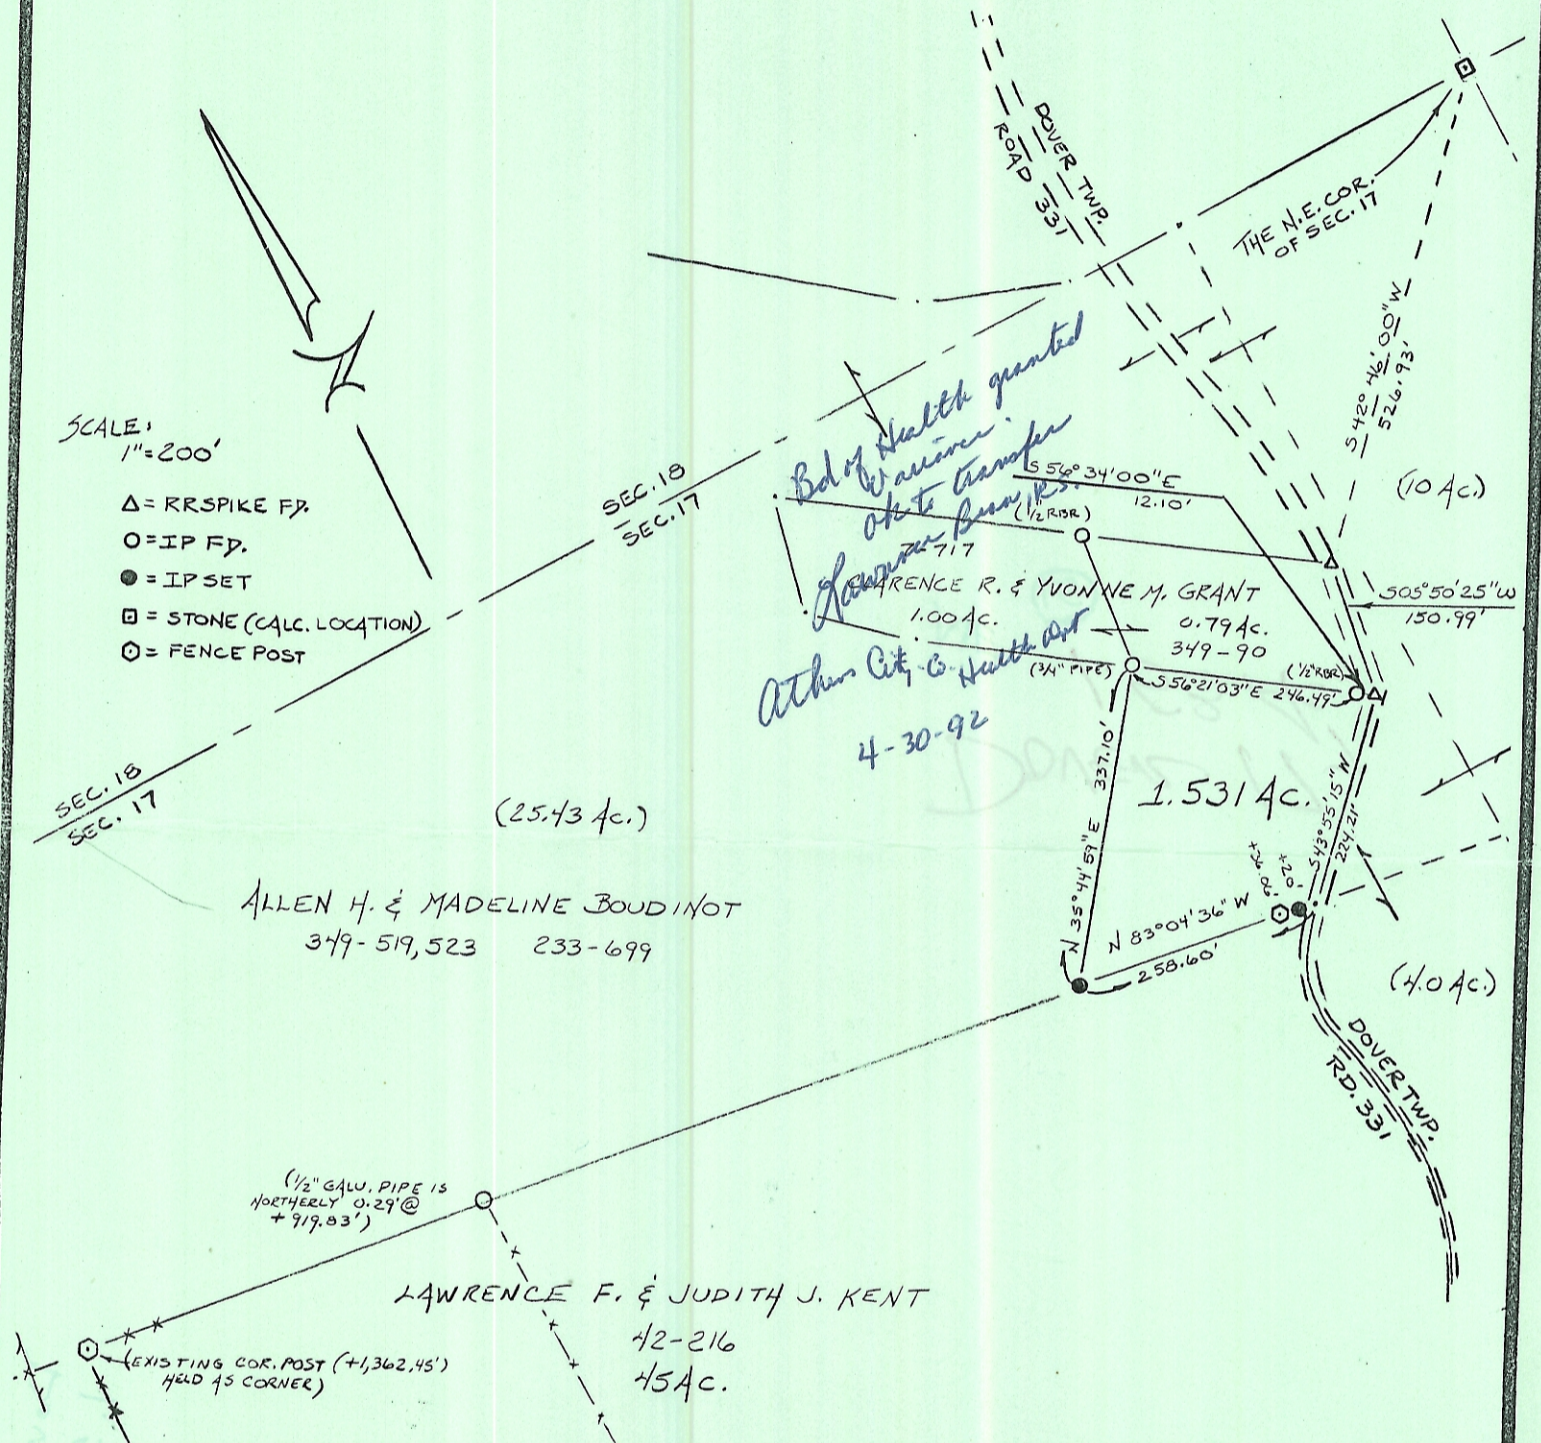 DOVER TWP.
ROAD 331
THE N.E. COR.
OF SEC. 17
S 42° 46' 00" W
526.93'
SCALE:
1"=200'
△ = RRSPIKE FD.
○ = IP FD.
● = IP SET
⊡ = STONE (CALC. LOCATION)
⬡ = FENCE POST
SEC. 18
SEC. 17
Bd of Health granted
Variance.
ok to transfer
Athens City-Co Health Dept
4-30-92
S 56° 34' 00" E
12.10'
(10 Ac.)
(1/2 RBR)
717
CLARENCE R. & YVONNE M. GRANT
1.00 AC.
0.79 AC.
349-90
S05°50'25"W
150.99'
(3/4" PIPE)
(1/2" RBR)
S56°21'03"E 246.49'
N 35°44'59" E 337.10'
1.531 AC.
S 43°55'15" W
224.21'
+20'
N 83°04'36" W
258.60'
SEC. 18
SEC. 17
(25.43 Ac.)
ALLEN H. & MADELINE BOUDINOT
349-519,523 233-699
(4.0 Ac.)
DOVER TWP.
RD. 331
(1/2" GALV. PIPE IS
NORTHERLY 0.29' @
+919.83')
LAWRENCE F. & JUDITH J. KENT
42-216
45 AC.
(EXISTING COR. POST (+1,362.45')
HELD AS CORNER)